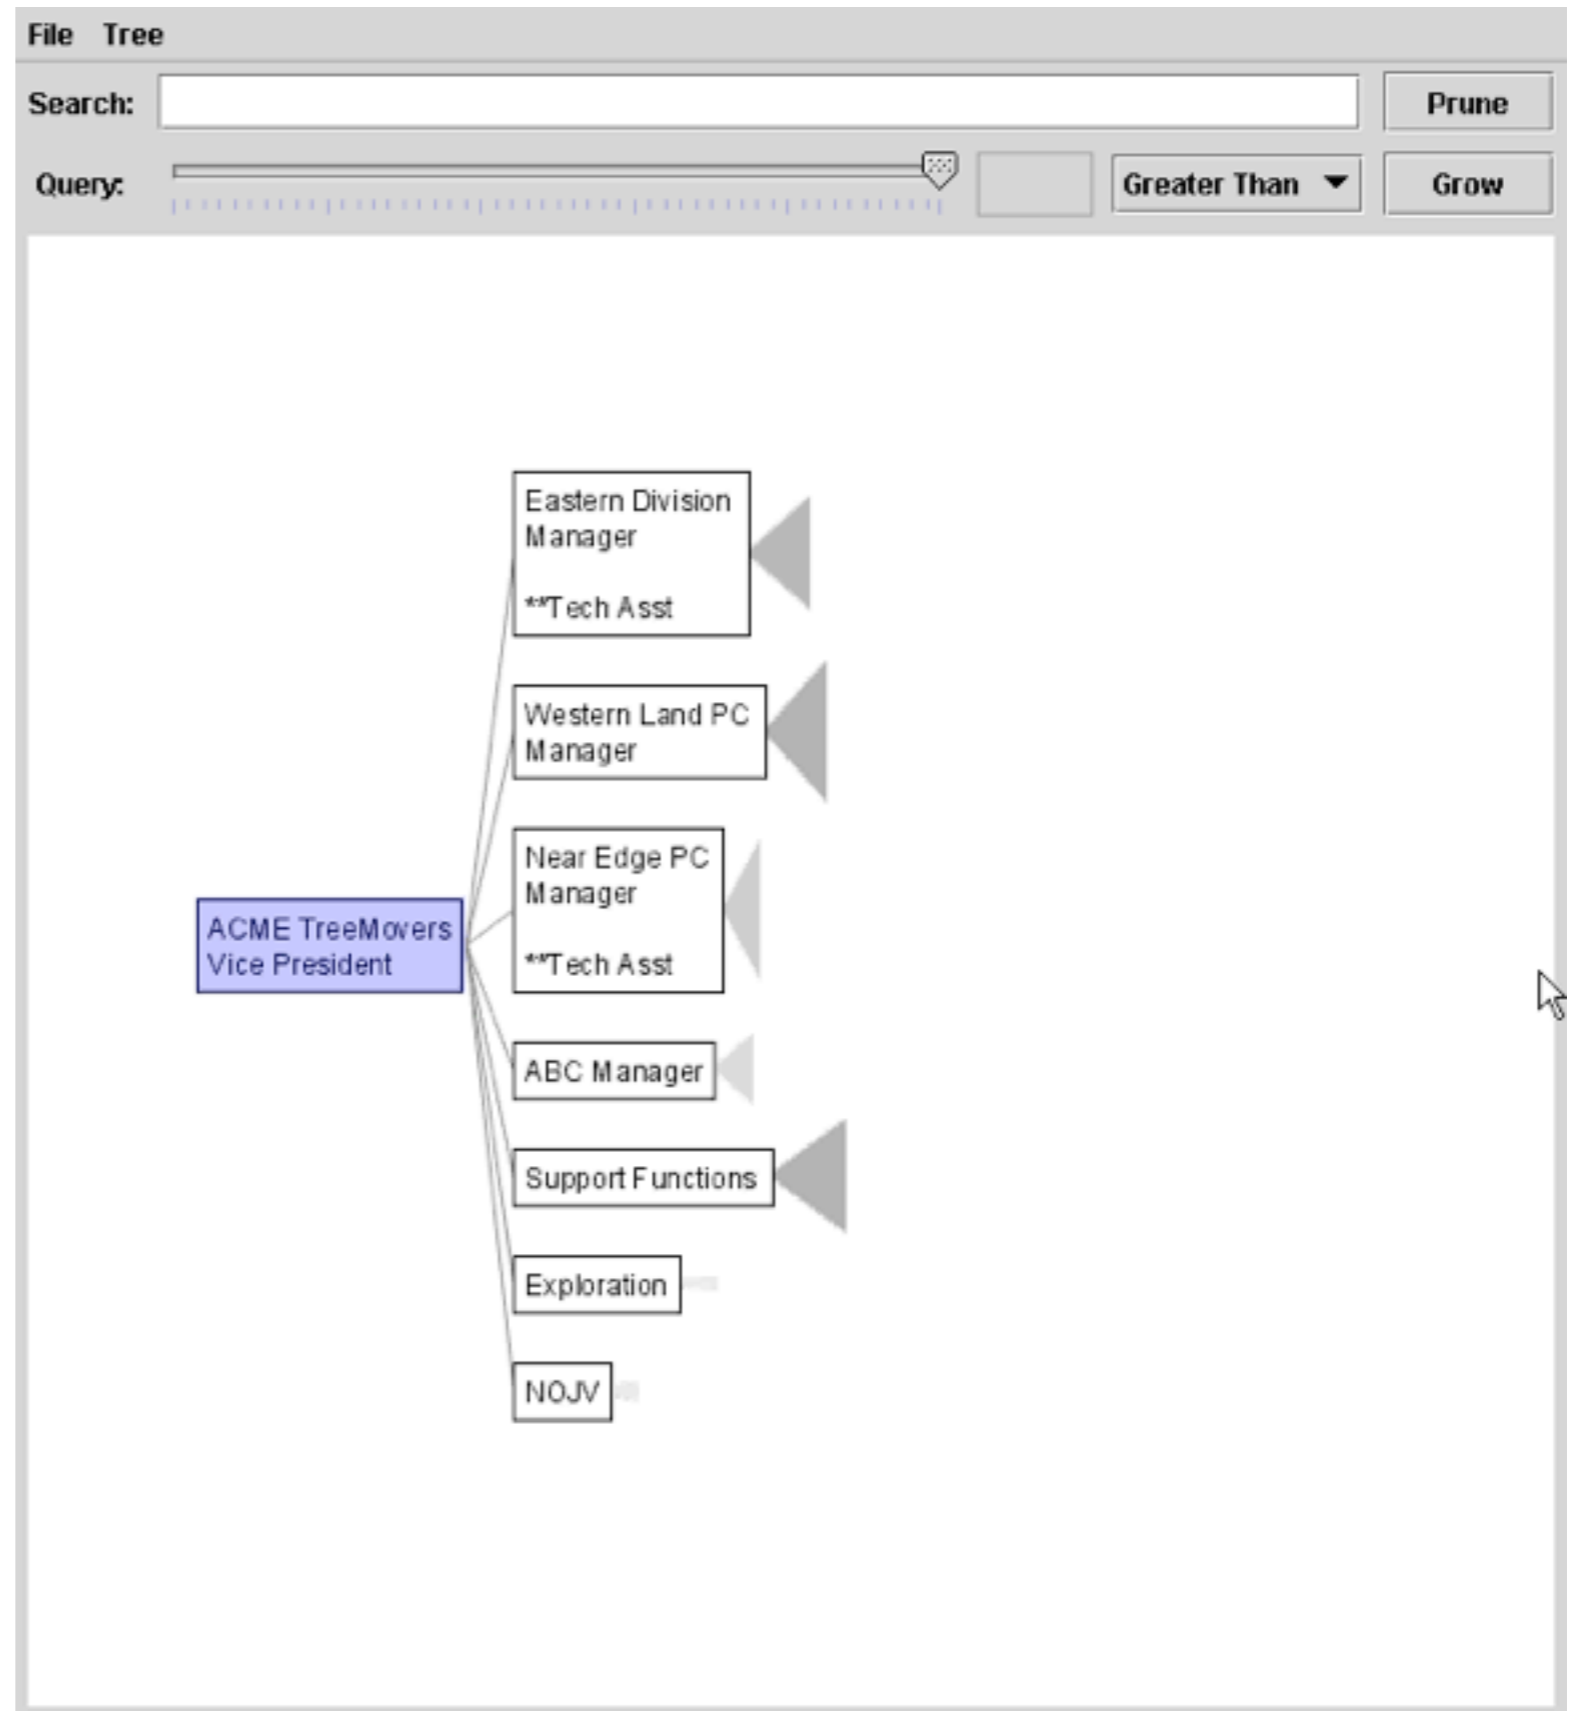 File Tree
Search:
Prune
Query:
Greater Than
Grow
Eastern Division
Manager
**Tech Asst
Western Land PC
Manager
Near Edge PC
Manager
**Tech Asst
ACME TreeMovers
Vice President
ABC Manager
Support Functions
Exploration
NOJV